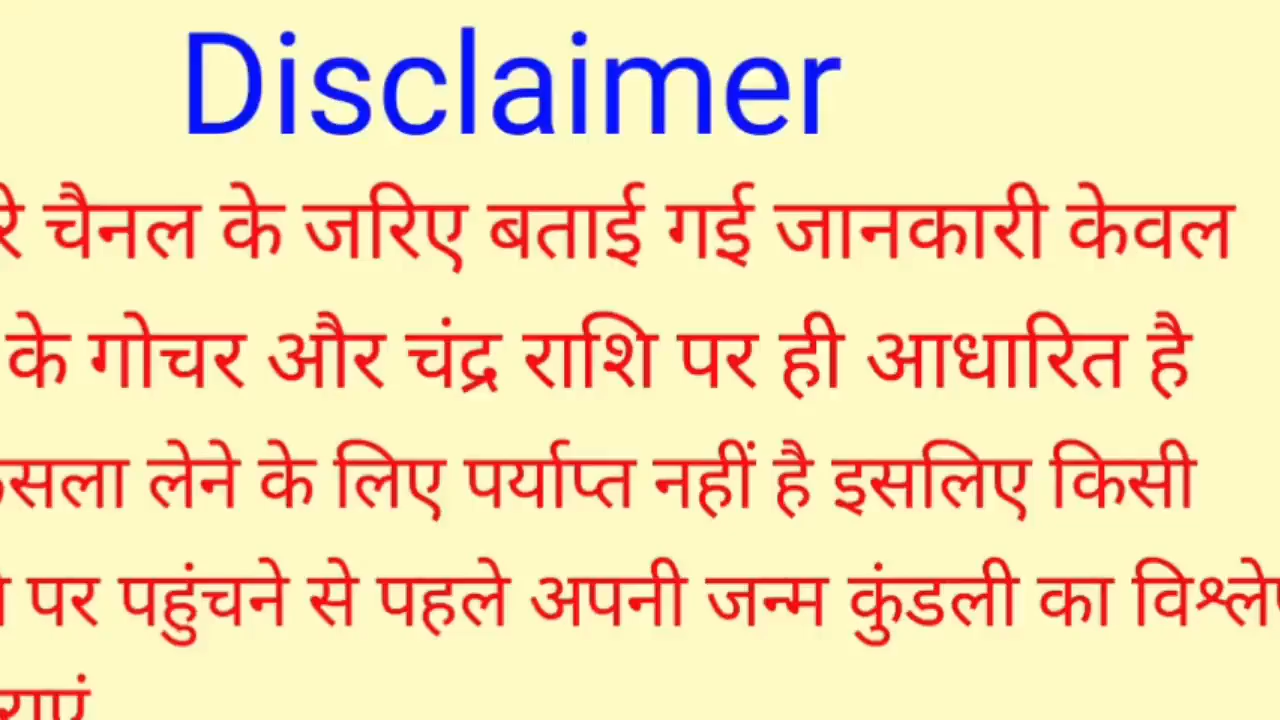 Disclaimer
चैनल के जरिए बताई गई जानकारी केवल
के गोचर और चंद्र राशि पर ही आधारित है
लेने के लिए पर्याप्त नहीं है इसलिए किसी
पर पहुंचने से पहले अपनी जन्म कुंडली का